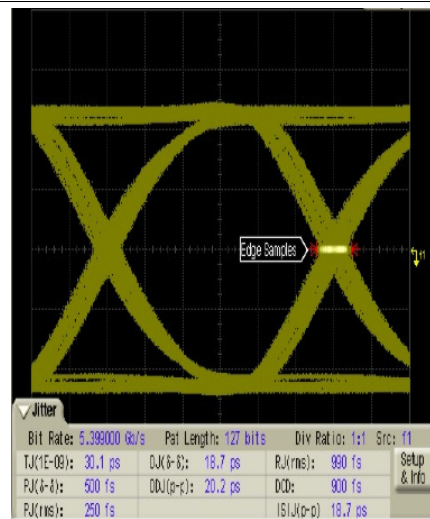 Edge Samples
f1
Jitter
Bit Rate: 5.399000 Gb/s Pat Length: 127 bits Div Ratio: 1:1 Src: f1
TJ(1E-09): 30.1 ps DJ(δ-δ): 18.7 ps RJ(rms): 990 fs Setup & Info
PJ(δ-δ): 500 fs DDJ(p-p): 20.2 ps DCD: 900 fs
PJ(rms): 250 fs ISIJ(p-p) 18.7 ps